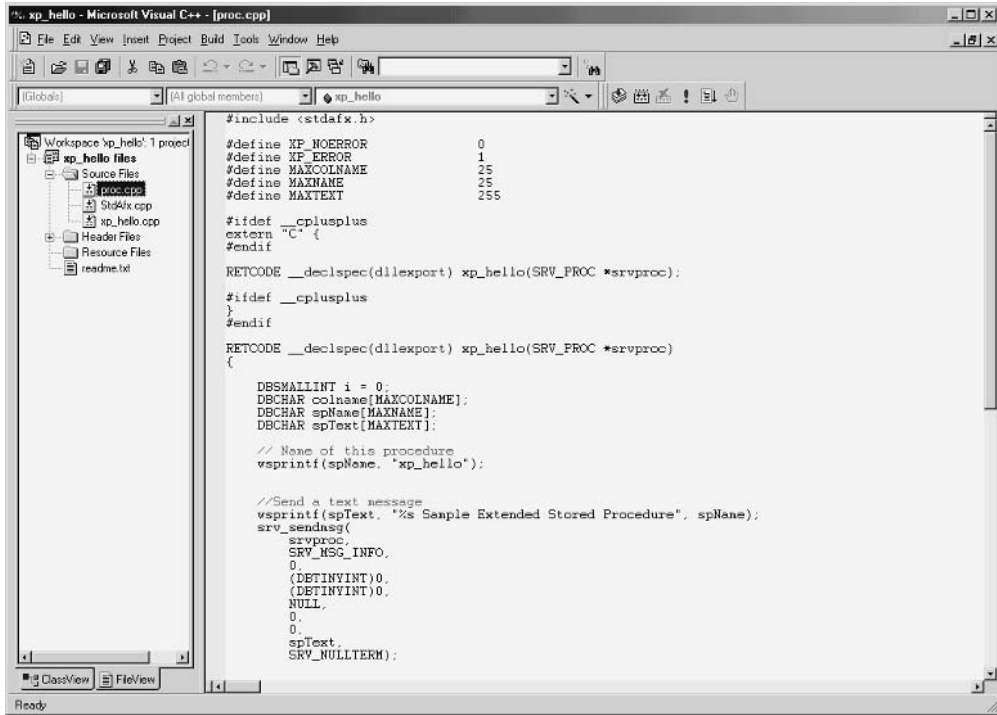 xp_hello - Microsoft Visual C++ - [proc.cpp]
File Edit View Insert Project Build Tools Window Help
(Globals) (All global members) xp_hello
Workspace 'xp_hello': 1 project
xp_hello files
Source Files
proc.cpp
StdAfx.cpp
xp_hello.cpp
Header Files
Resource Files
readme.txt
ClassView FileView
#include <stdafx.h>
#define XP_NOERROR 0
#define XP_ERROR 1
#define MAXCOLNAME 25
#define MAXNAME 25
#define MAXTEXT 255
#ifdef __cplusplus
extern "C" {
#endif
RETCODE __declspec(dllexport) xp_hello(SRV_PROC *srvproc);
#ifdef __cplusplus
}
#endif
RETCODE __declspec(dllexport) xp_hello(SRV_PROC *srvproc)
{
DBSMALLINT i = 0;
DBCHAR colname[MAXCOLNAME];
DBCHAR spName[MAXNAME];
DBCHAR spText[MAXTEXT];
// Name of this procedure
wsprintf(spName, "xp_hello");
//Send a text message
wsprintf(spText, "%s Sample Extended Stored Procedure", spName);
srv_sendmsg(
srvproc,
SRV_MSG_INFO,
0,
(DBTINYINT)0,
(DBTINYINT)0,
NULL,
0,
0,
spText,
SRV_NULLTERM);
Ready